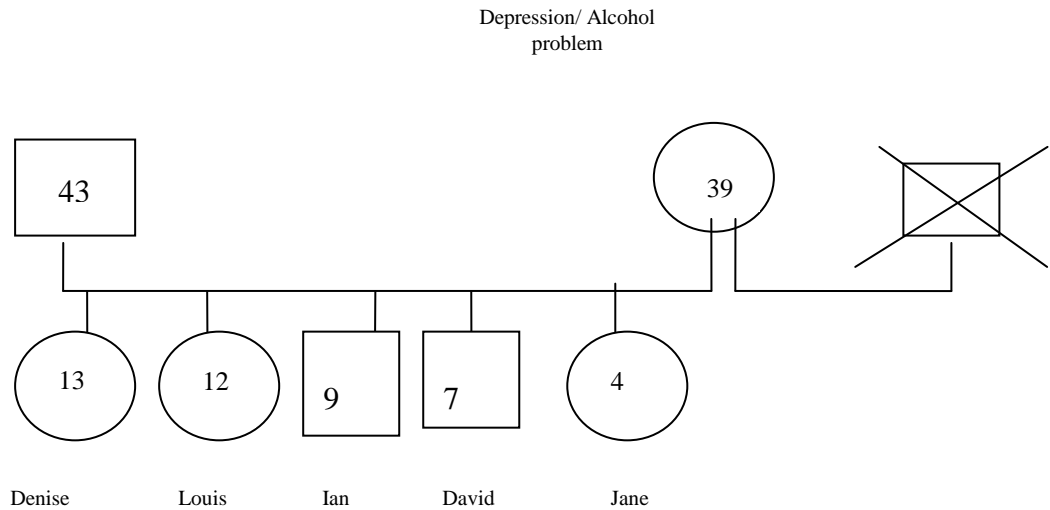 Depression/ Alcohol
problem
43
39
13
12
9
7
4
Denise
Louis
Ian
David
Jane